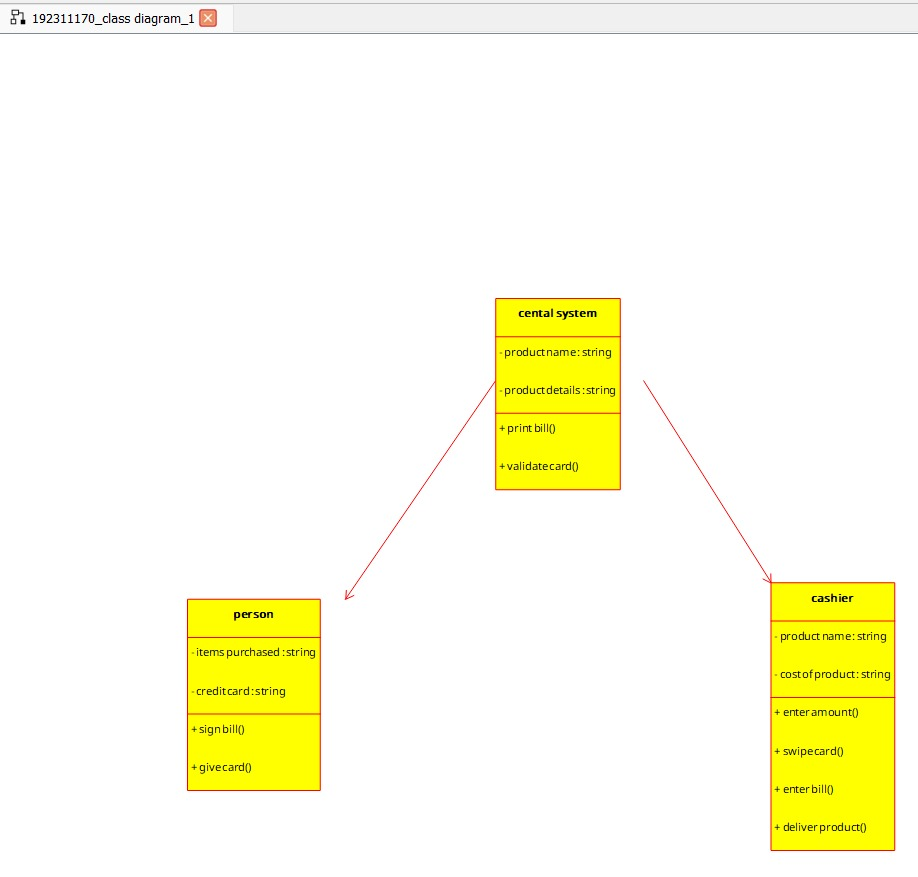 192311170_class diagram_1
cental system
- product name : string
- product details : string
+ print bill()
+ validate card()
person
- items purchased : string
- credit card : string
+ sign bill()
+ give card()
cashier
- product name : string
- cost of product : string
+ enter amount()
+ swipe card()
+ enter bill()
+ deliver product()